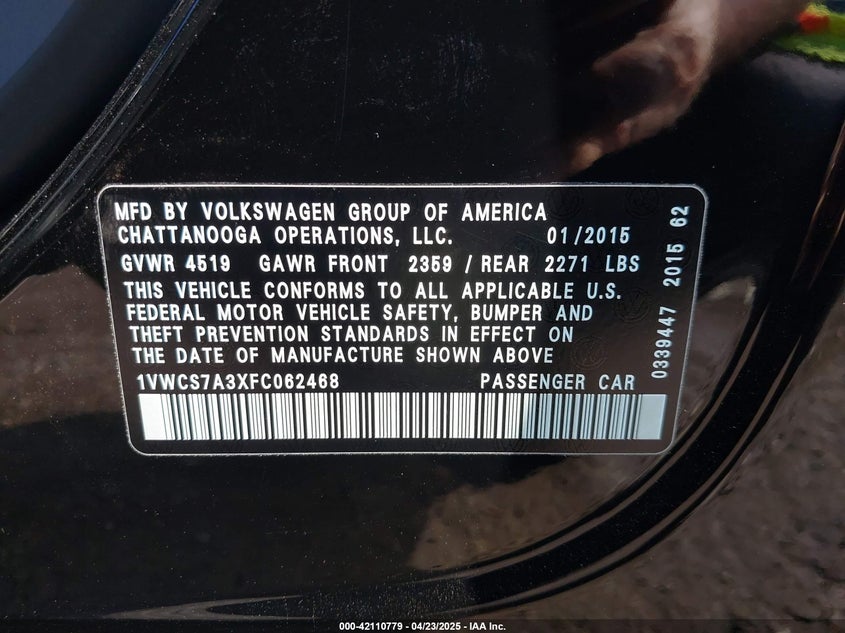 MFD BY VOLKSWAGEN GROUP OF AMERICA
CHATTANOOGA OPERATIONS, LLC. 01/2015
GVWR 4519 GAWR FRONT 2359 / REAR 2271 LBS
THIS VEHICLE CONFORMS TO ALL APPLICABLE U.S.
FEDERAL MOTOR VEHICLE SAFETY, BUMPER AND
THEFT PREVENTION STANDARDS IN EFFECT ON
THE DATE OF MANUFACTURE SHOWN ABOVE
1VWCS7A3XFC062468 PASSENGER CAR
0339447 2015 62
000-42110779 - 04/23/2025 - IAA Inc.